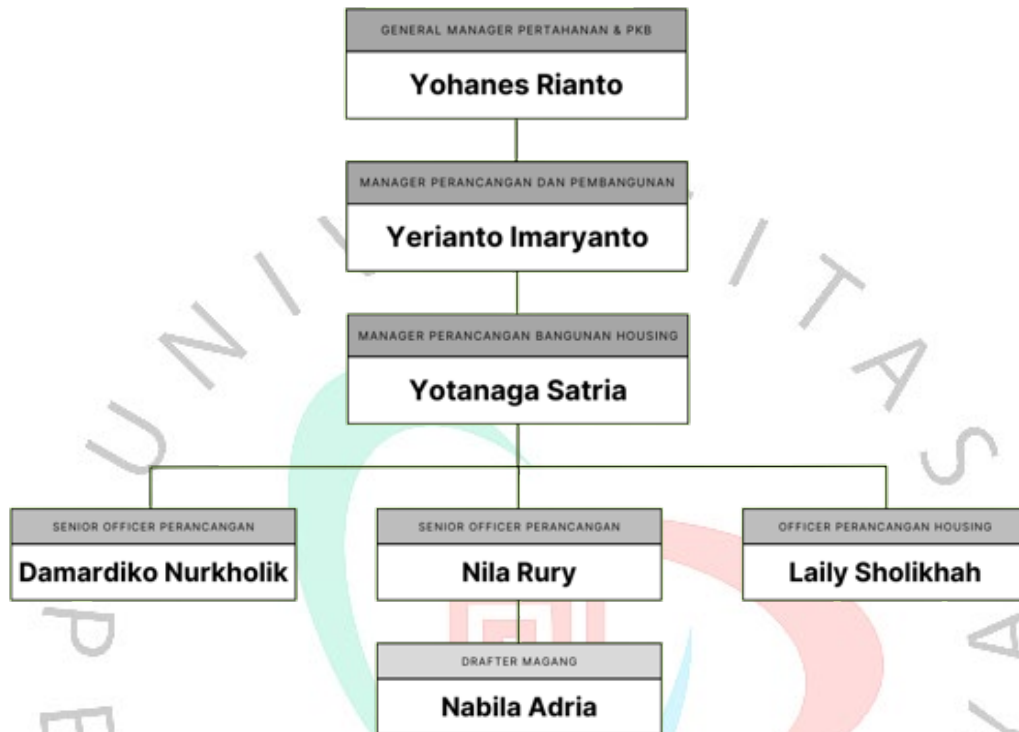 GENERAL MANAGER PERTAHANAN & PKB
Yohanes Rianto
MANAGER PERANCANGAN DAN PEMBANGUNAN
Yerianto Imaryanto
MANAGER PERANCANGAN BANGUNAN HOUSING
Yotanaga Satria
SENIOR OFFICER PERANCANGAN
Damardiko Nurkholik
SENIOR OFFICER PERANCANGAN
Nila Rury
OFFICER PERANCANGAN HOUSING
Laily Sholikhah
DRAFTER MAGANG
Nabila Adria